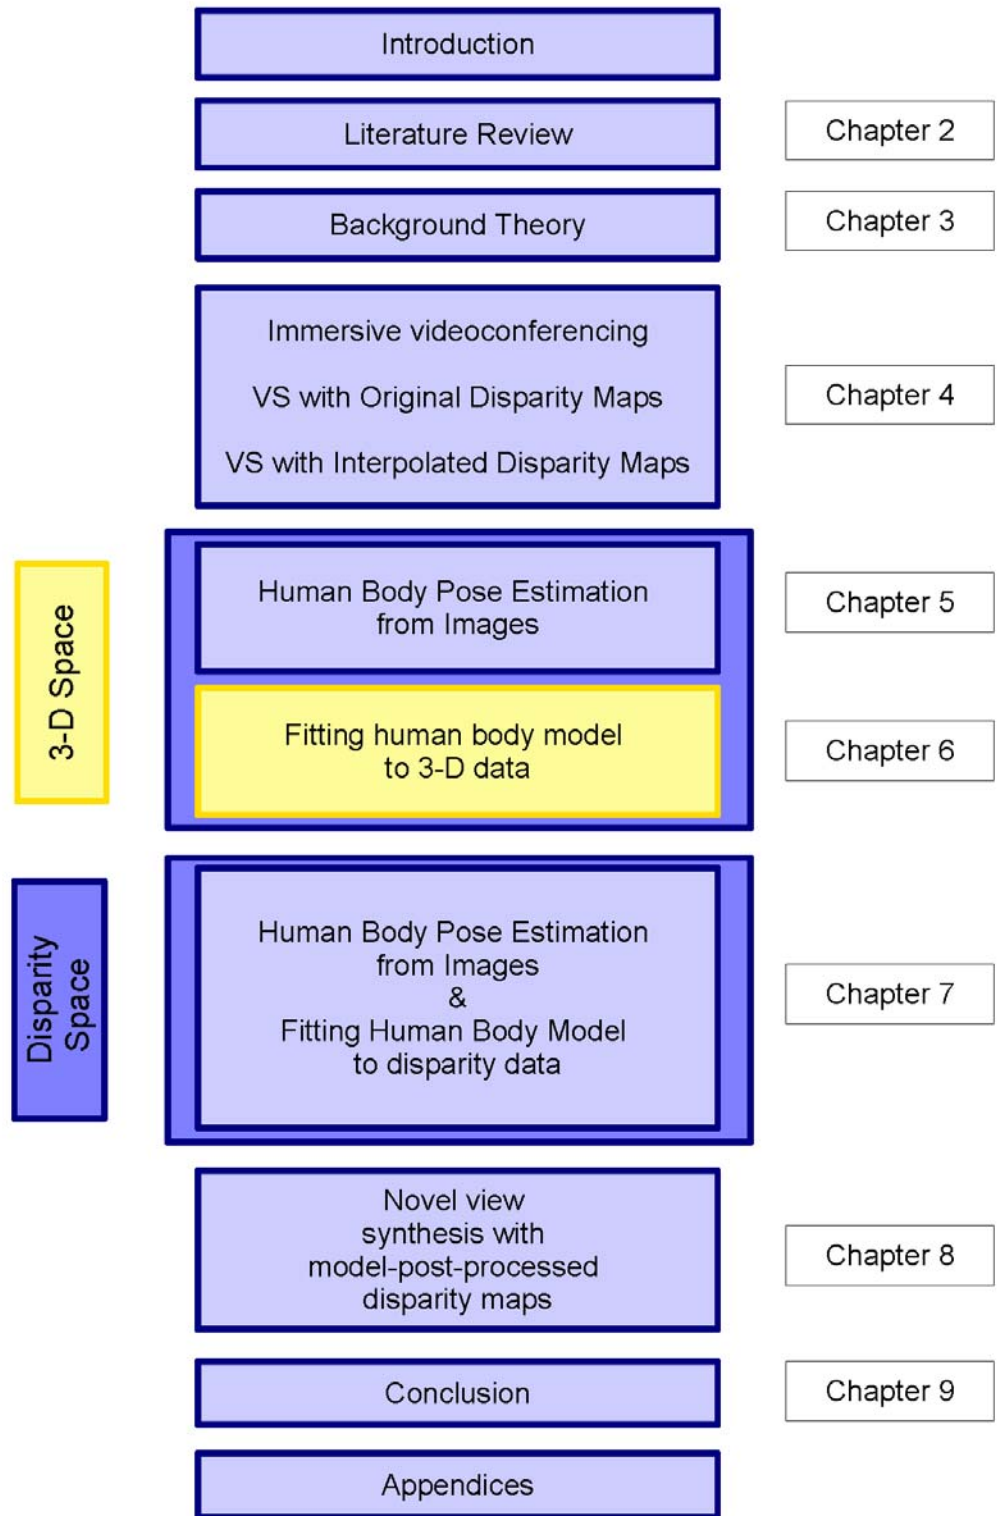 Introduction
Literature Review
Chapter 2
Background Theory
Chapter 3
Immersive videoconferencing
VS with Original Disparity Maps
VS with Interpolated Disparity Maps
Chapter 4
3-D Space
Human Body Pose Estimation
from Images
Chapter 5
Fitting human body model
to 3-D data
Chapter 6
Disparity
Space
Human Body Pose Estimation
from Images
&
Fitting Human Body Model
to disparity data
Chapter 7
Novel view
synthesis with
model-post-processed
disparity maps
Chapter 8
Conclusion
Chapter 9
Appendices